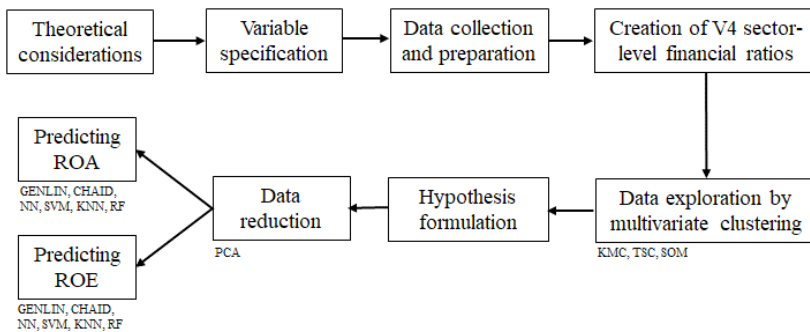 Theoretical
considerations
Variable
specification
Data collection
and preparation
Creation of V4 sector-
level financial ratios
Data exploration by
multivariate clustering
KMC, TSC, SOM
Hypothesis
formulation
Data
reduction
PCA
Predicting
ROA
GENLIN, CHAID,
NN, SVM, KNN, RF
Predicting
ROE
GENLIN, CHAID,
NN, SVM, KNN, RF